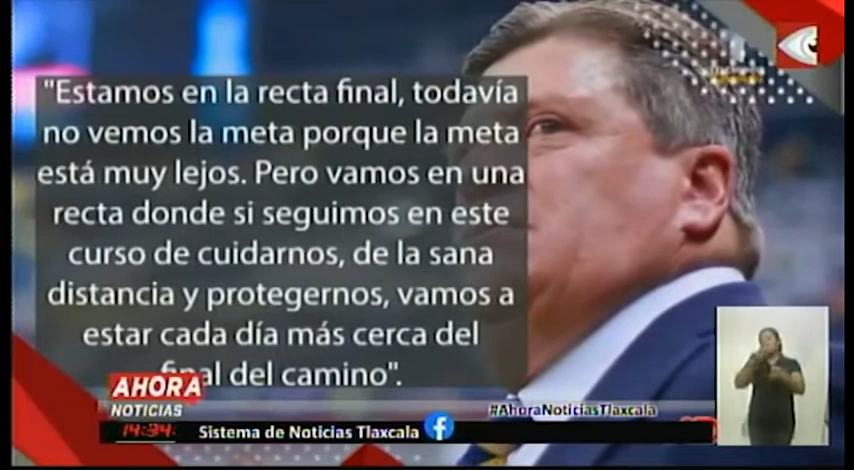 "Estamos en la recta final, todavía
no vemos la meta porque la meta
está muy lejos. Pero vamos en una
recta donde si seguimos en este
curso de cuidarnos, de la sana
distancia y protegernos, vamos a
estar cada día más cerca del
final del camino".
AHORA
NOTICIAS
#AhoraNoticiasTlaxcala
14:34 Sistema de Noticias Tlaxcala